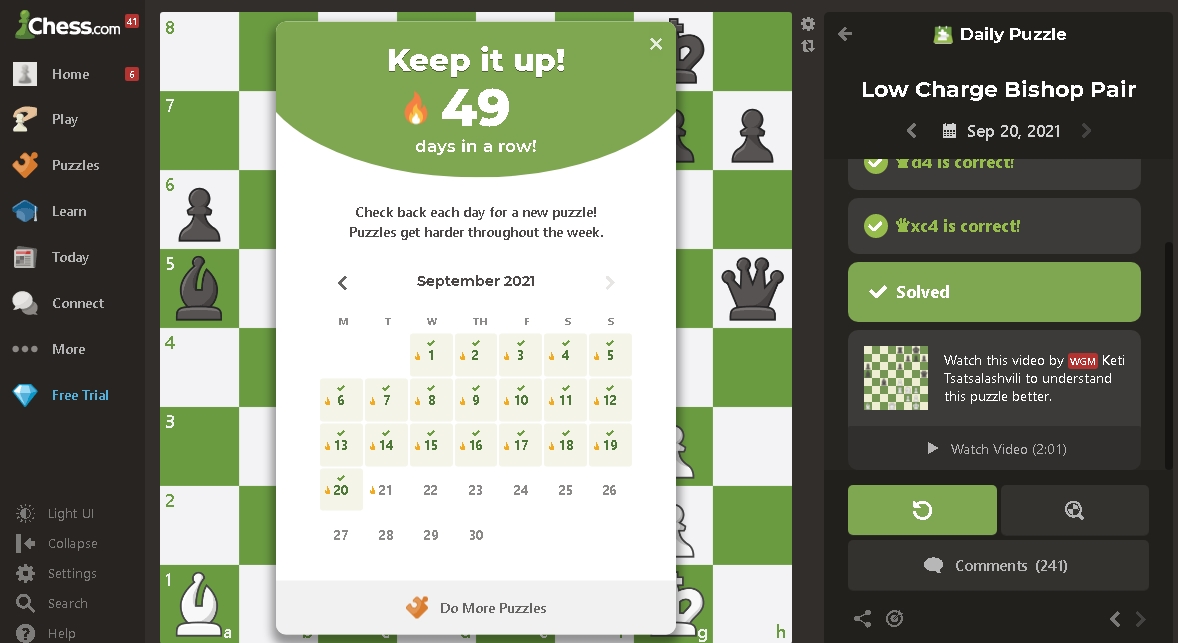 Chess.com 41
Home 6
Play
Puzzles
Learn
Today
Connect
More
Free Trial
Light UI
Collapse
Settings
Search
Help
8
7
6
5
4
3
2
1
a
g
h
Keep it up!
49
days in a row!
Check back each day for a new puzzle!
Puzzles get harder throughout the week.
September 2021
M T W TH F S S
1 2 3 4 5
6 7 8 9 10 11 12
13 14 15 16 17 18 19
20 21 22 23 24 25 26
27 28 29 30
Do More Puzzles
Daily Puzzle
Low Charge Bishop Pair
Sep 20, 2021
♛d4 is correct!
♛xc4 is correct!
Solved
Watch this video by WGM Keti
Tsatsalashvili to understand
this puzzle better.
Watch Video (2:01)
Comments (241)